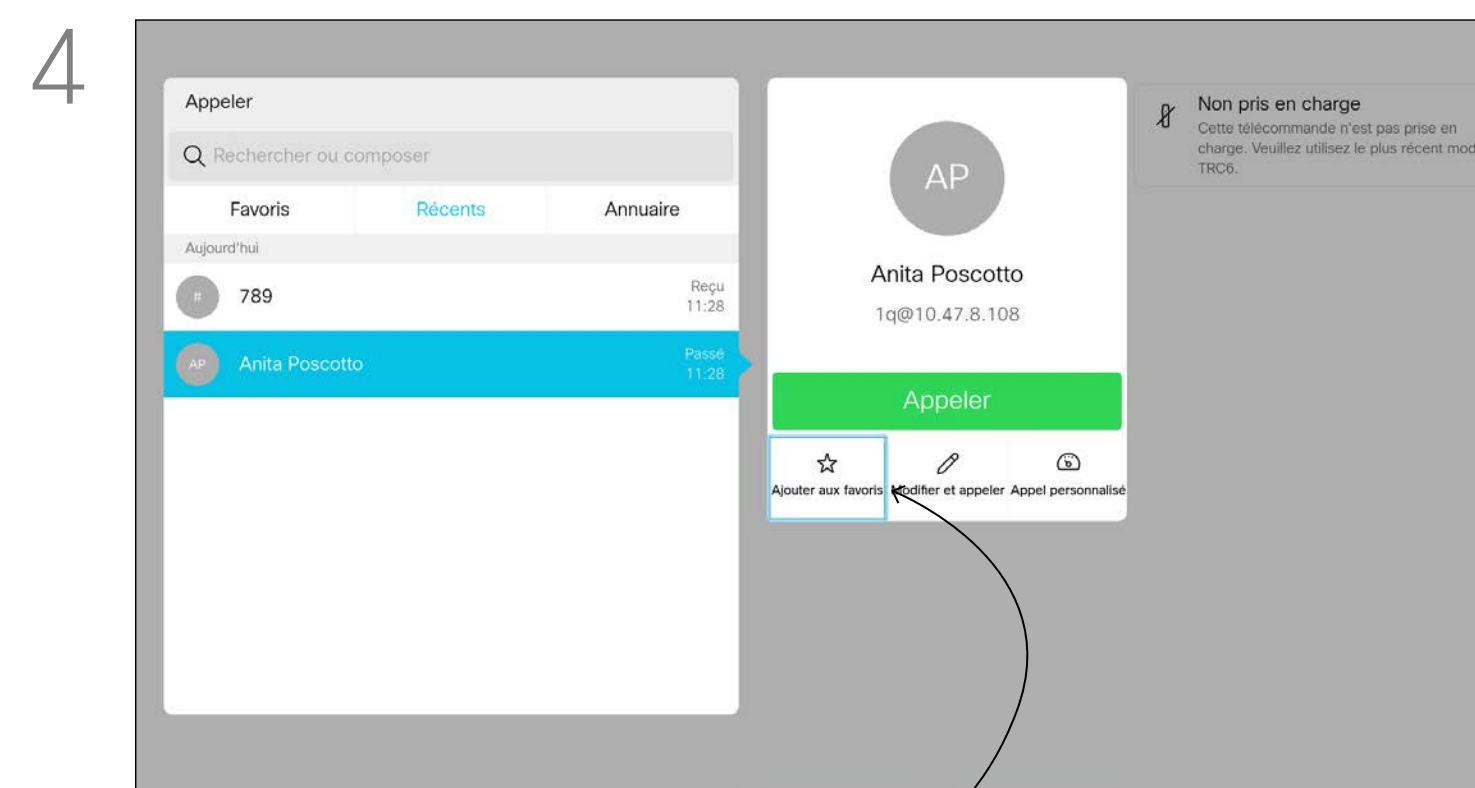 4
Appeler
Rechercher ou composer
Favoris Récents Annuaire
Aujourd'hui
# 789 Reçu
11:28
AP Anita Poscotto Passé
11:28
AP
Anita Poscotto
1q@10.47.8.108
Appeler
Ajouter aux favoris Modifier et appeler Appel personnalisé
Non pris en charge
Cette télécommande n'est pas prise en
charge. Veuillez utilisez le plus récent mod
TRC6.